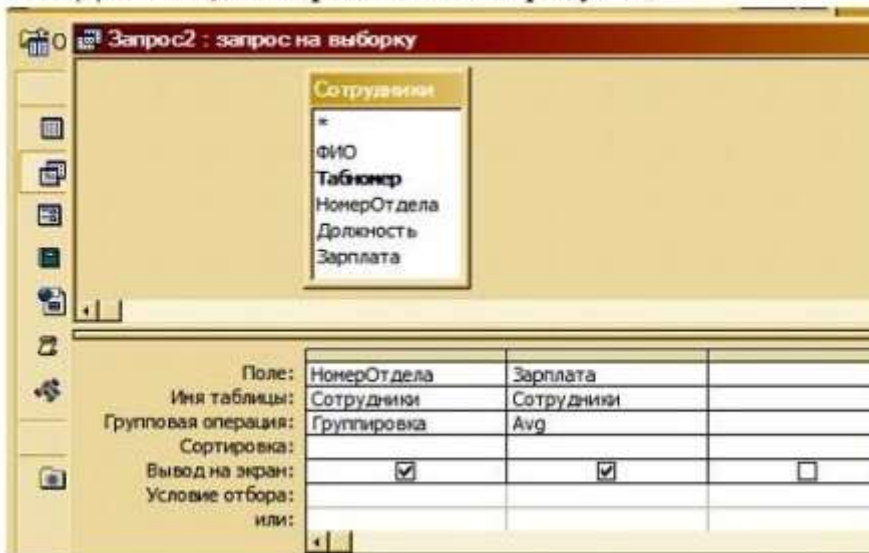 О Запрос2 : запрос на выборку
Сотрудники
*
ФИО
Табномер
НомерОтдела
Должность
Зарплата
Поле: НомерОтдела Зарплата
Имя таблицы: Сотрудники Сотрудники
Групповая операция: Группировка Avg
Сортировка:
Вывод на экран:
Условие отбора:
или: